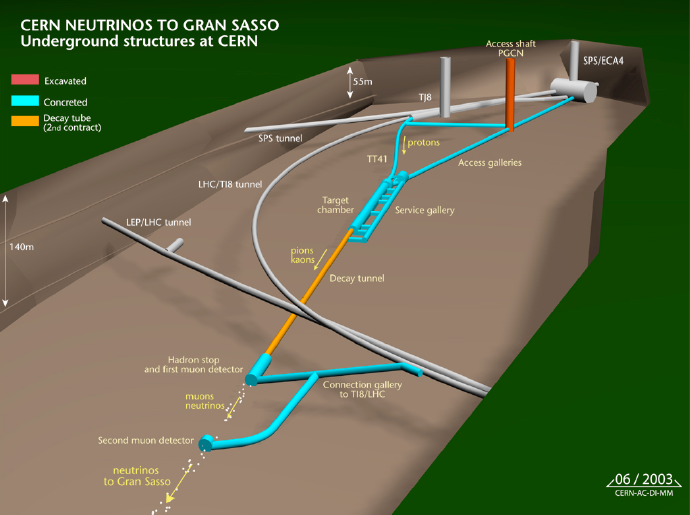 CERN NEUTRINOS TO GRAN SASSO
Underground structures at CERN
Excavated
Concreted
Decay tube
(2nd contract)
55m
Access shaft
PGCN
SPS/ECA4
TJ8
SPS tunnel
protons
TT41
Access galleries
LHC/TI8 tunnel
Target
chamber
Service gallery
LEP/LHC tunnel
140m
pions
kaons
Decay tunnel
Hadron stop
and first muon detector
Connection gallery
to TI8/LHC
muons
neutrinos
Second muon detector
neutrinos
to Gran Sasso
06 / 2003
CERN-AC-DI-MM